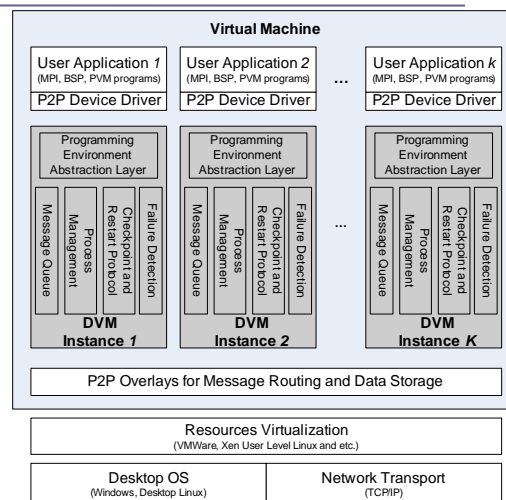 Virtual Machine
User Application 1
(MPI, BSP, PVM programs)
P2P Device Driver
User Application 2
(MPI, BSP, PVM programs)
P2P Device Driver
...
User Application k
(MPI, BSP, PVM programs)
P2P Device Driver
Programming
Environment
Abstraction Layer
Message Queue
Process
Management
Checkpoint and
Restart Protocol
Failure Detection
DVM
Instance 1
Programming
Environment
Abstraction Layer
Message Queue
Process
Management
Checkpoint and
Restart Protocol
Failure Detection
DVM
Instance 2
...
Programming
Environment
Abstraction Layer
Message Queue
Process
Management
Checkpoint and
Restart Protocol
Failure Detection
DVM
Instance K
P2P Overlays for Message Routing and Data Storage
Resources Virtualization
(VMWare, Xen User Level Linux and etc.)
Desktop OS
(Windows, Desktop Linux)
Network Transport
(TCP/IP)